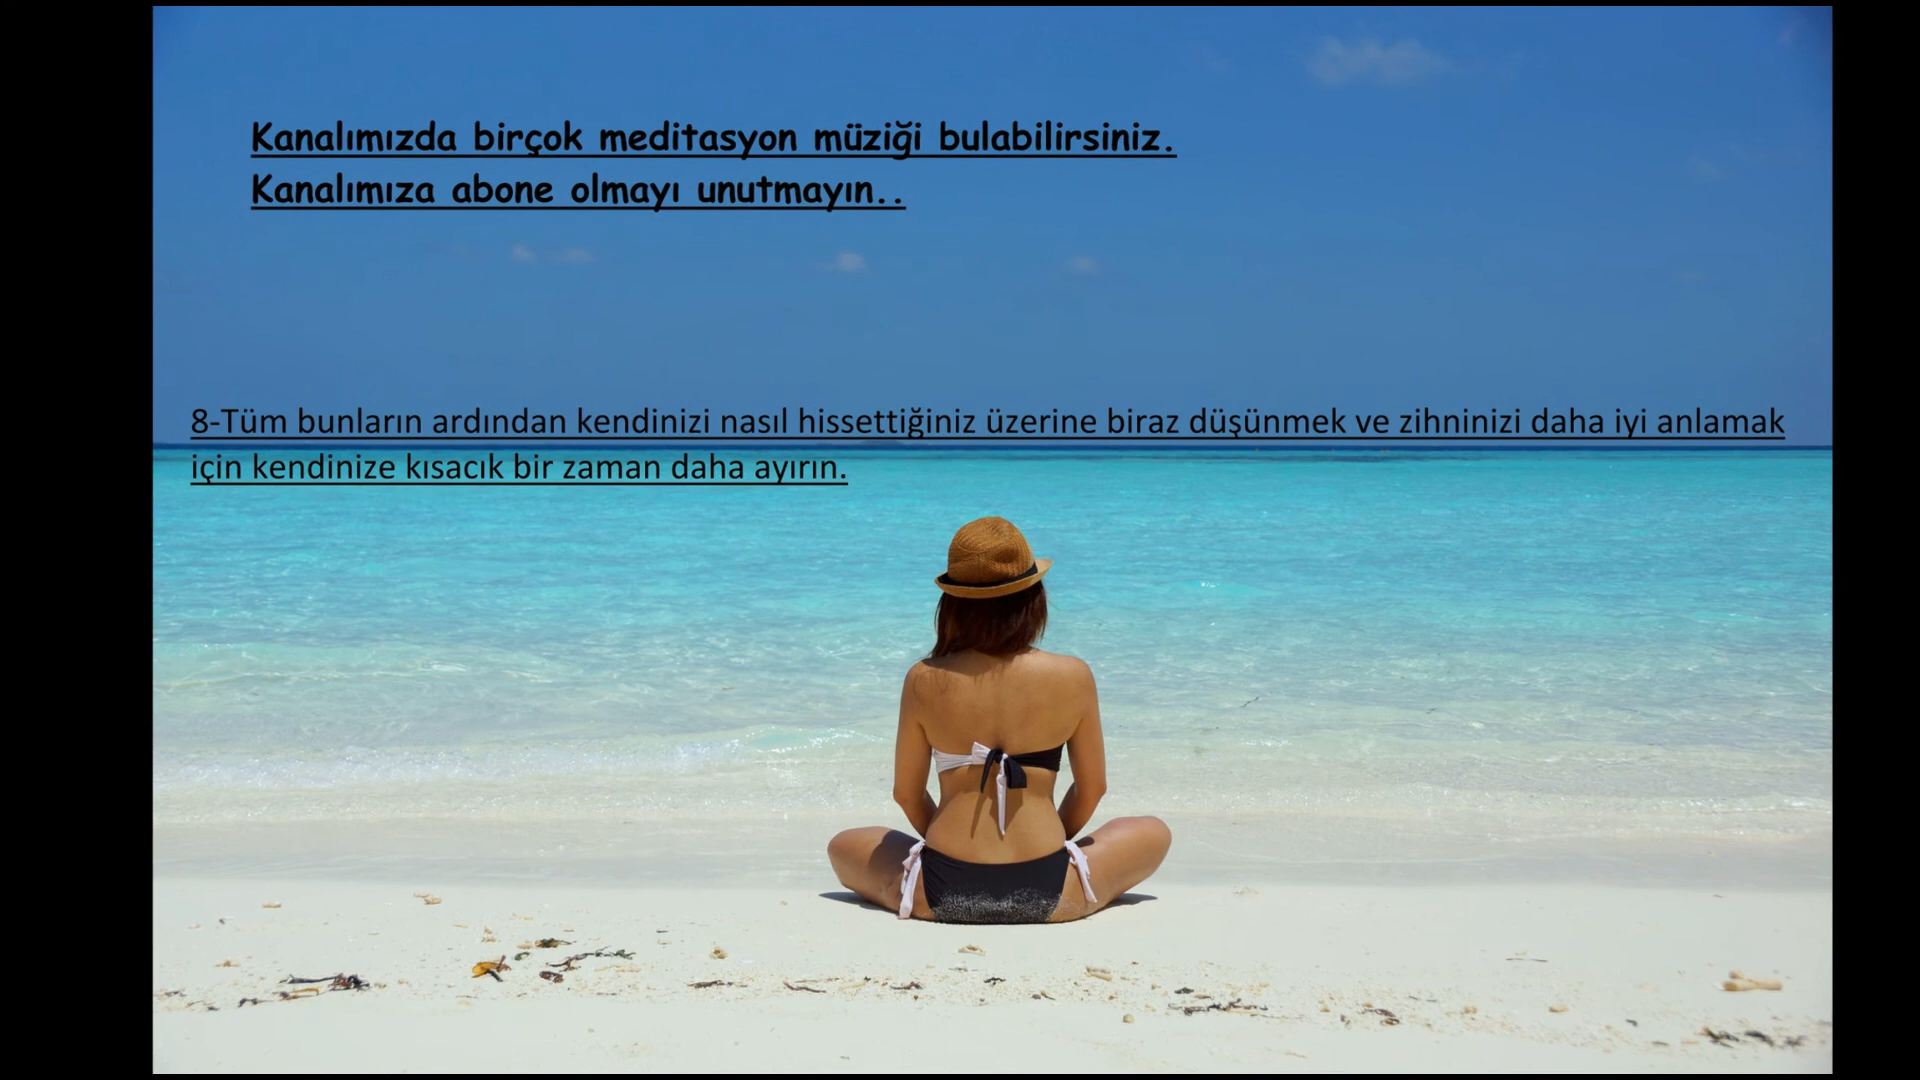 Kanalımızda birçok meditasyon müziği bulabilirsiniz.
Kanalımıza abone olmayı unutmayın..
8-Tüm bunların ardından kendinizi nasıl hissettiğiniz üzerine biraz düşünmek ve zihninizi daha iyi anlamak
için kendinize kısacık bir zaman daha ayırın.